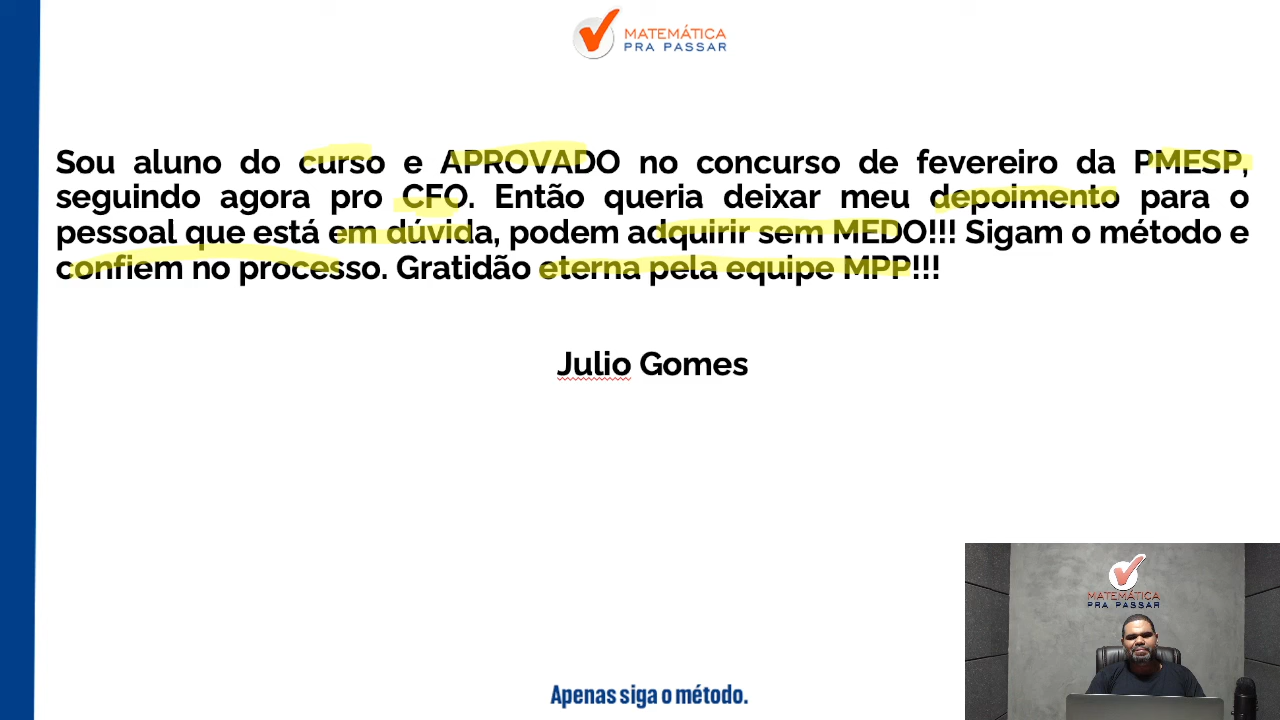 MATEMÁTICA
PRA PASSAR
Sou aluno do curso e APROVADO no concurso de fevereiro da PMESP,
seguindo agora pro CFO. Então queria deixar meu depoimento para o
pessoal que está em dúvida, podem adquirir sem MEDO!!! Sigam o método e
confiem no processo. Gratidão eterna pela equipe MPP!!!
Julio Gomes
MATEMÁTICA
PRA PASSAR
Apenas siga o método.